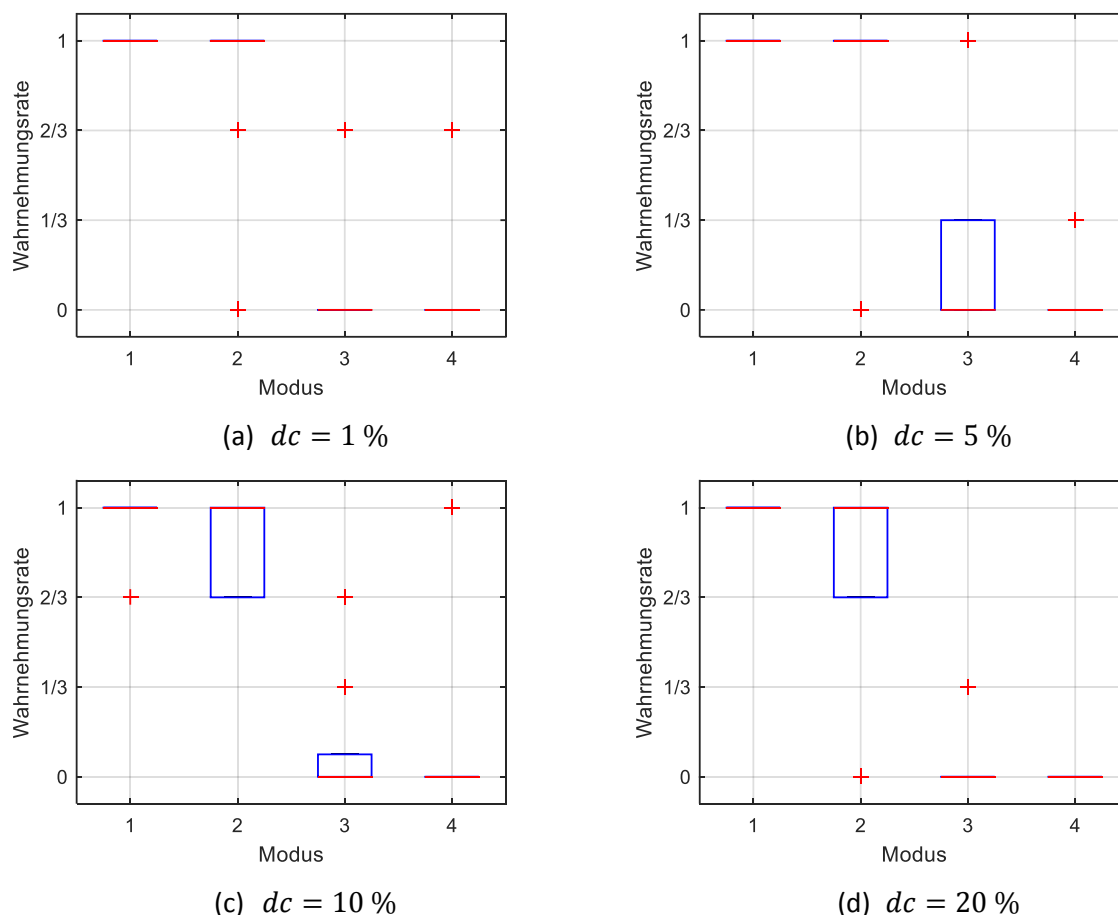 1
2/3
1/3
0
Wahrnehmungsrate
1 2 3 4
Modus
(a) dc = 1 %
1
2/3
1/3
0
Wahrnehmungsrate
1 2 3 4
Modus
(b) dc = 5 %
1
2/3
1/3
0
Wahrnehmungsrate
1 2 3 4
Modus
(c) dc = 10 %
1
2/3
1/3
0
Wahrnehmungsrate
1 2 3 4
Modus
(d) dc = 20 %